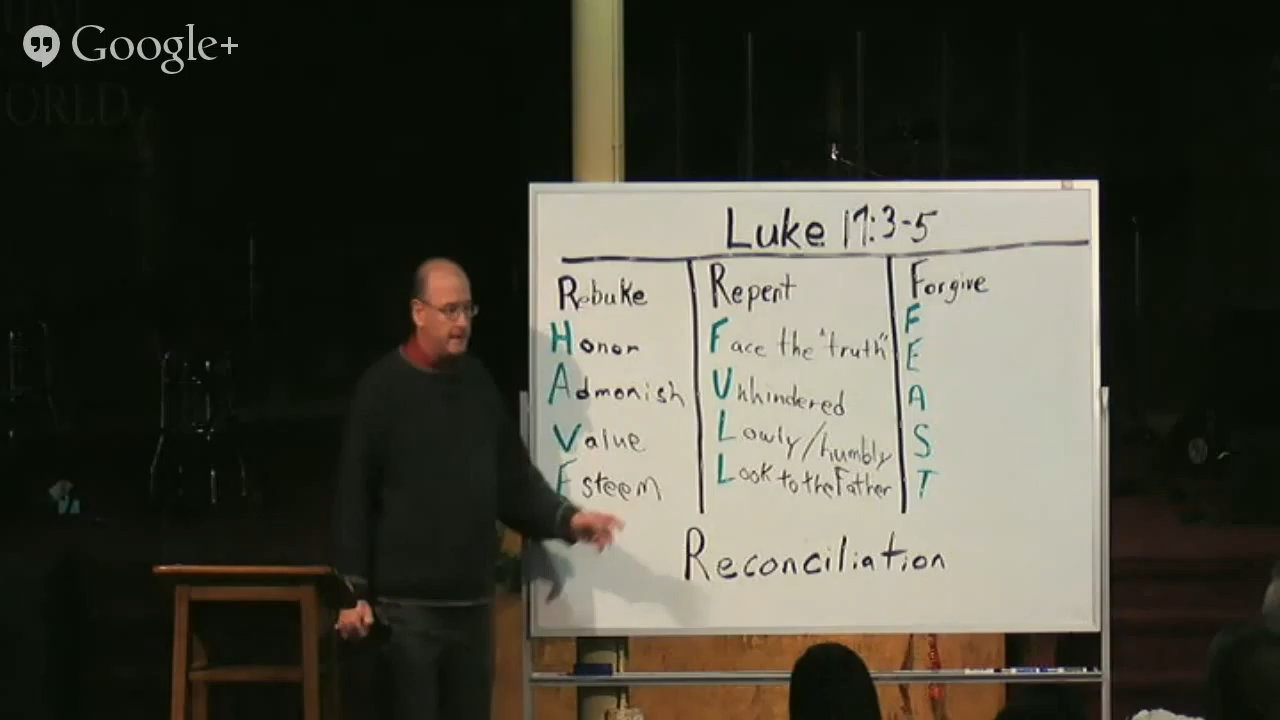 Google+
ORLD
Luke 17:3-5
Rebuke
Honor
Admonish
Value
Esteem
Repent
Face the "truth"
Unhindered
Lowly/humbly
Look to the Father
Forgive
F
E
A
S
T
Reconciliation